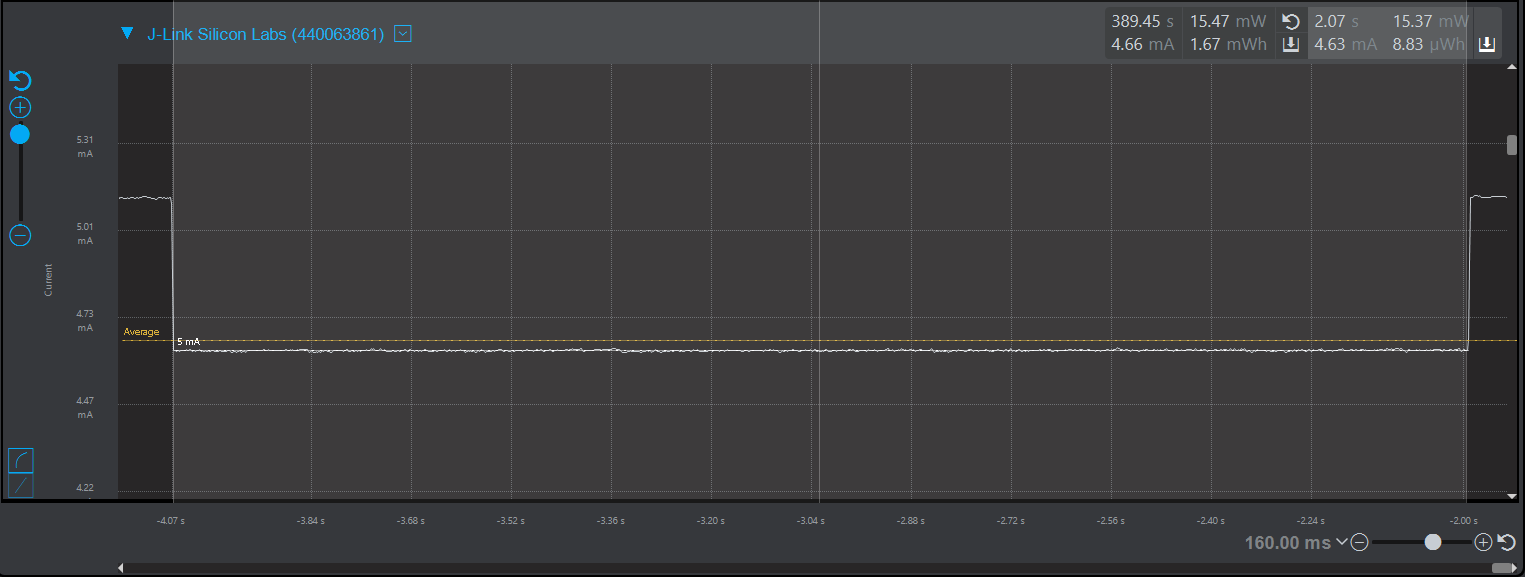 J-Link Silicon Labs (440063861)
389.45 s 15.47 mW 2.07 s 15.37 mW
4.66 mA 1.67 mWh 4.63 mA 8.83 µWh
5.31
mA
5.01
mA
Current
4.73
mA
Average
5 mA
4.47
mA
4.22
-4.07 s -3.84 s -3.68 s -3.52 s -3.36 s -3.20 s -3.04 s -2.88 s -2.72 s -2.56 s -2.40 s -2.24 s -2.00 s
160.00 ms